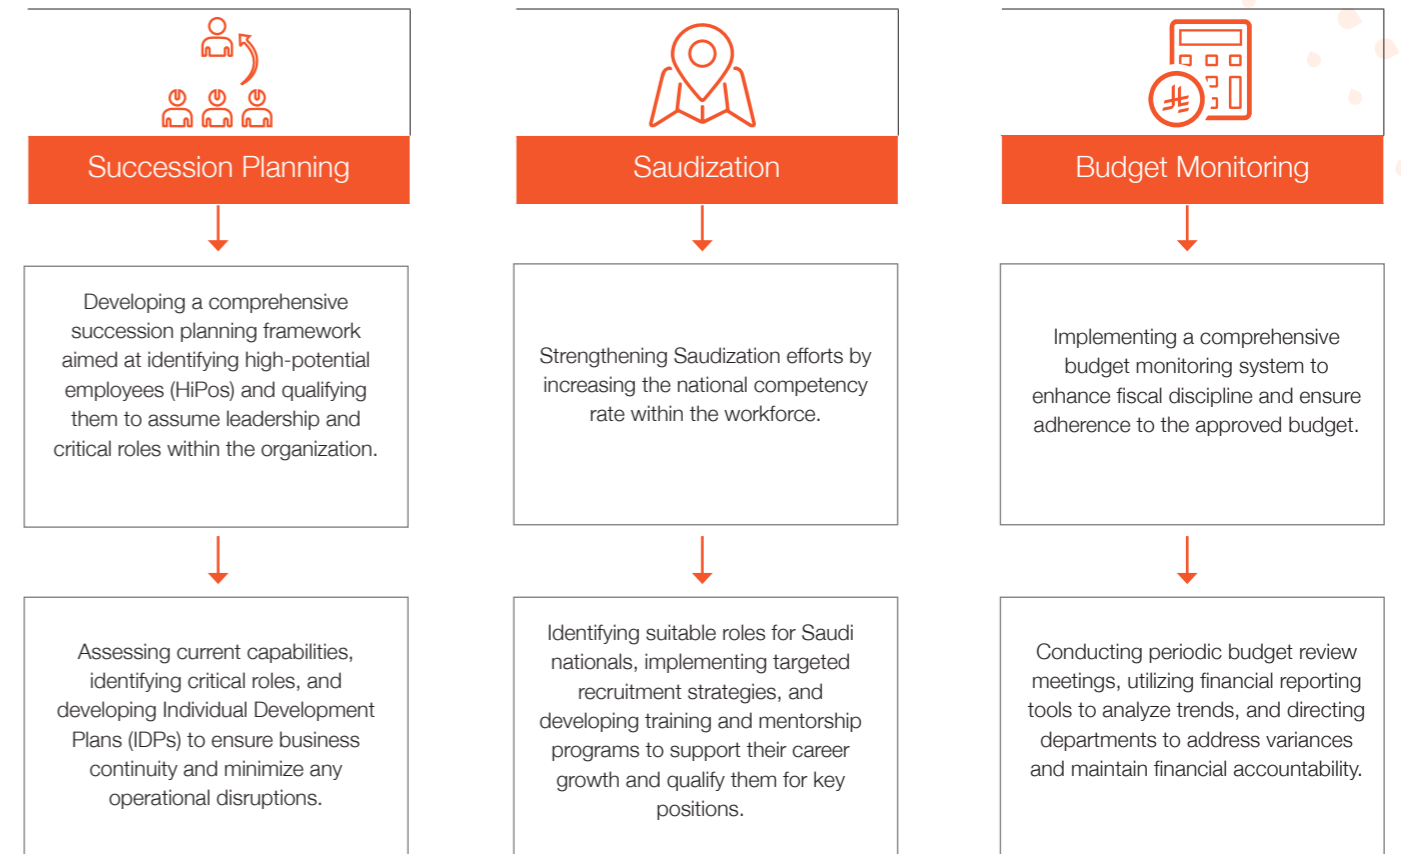 Succession Planning
Developing a comprehensive
succession planning framework
aimed at identifying high-potential
employees (HiPos) and qualifying
them to assume leadership and
critical roles within the organization.
Assessing current capabilities,
identifying critical roles, and
developing Individual Development
Plans (IDPs) to ensure business
continuity and minimize any
operational disruptions.
Saudization
Strengthening Saudization efforts by
increasing the national competency
rate within the workforce.
Identifying suitable roles for Saudi
nationals, implementing targeted
recruitment strategies, and
developing training and mentorship
programs to support their career
growth and qualify them for key
positions.
Budget Monitoring
Implementing a comprehensive
budget monitoring system to
enhance fiscal discipline and ensure
adherence to the approved budget.
Conducting periodic budget review
meetings, utilizing financial reporting
tools to analyze trends, and directing
departments to address variances
and maintain financial accountability.